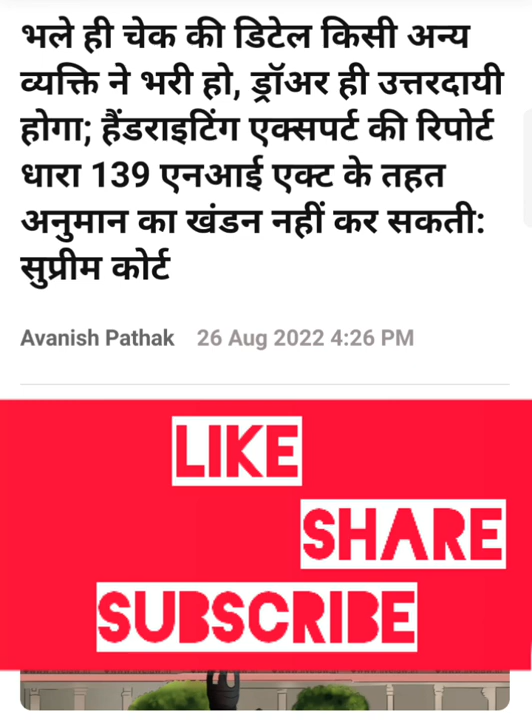 भले ही चेक की डिटेल किसी अन्य
व्यक्ति ने भरी हो, ड्रॉअर ही उत्तरदायी
होगा; हैंडराइटिंग एक्सपर्ट की रिपोर्ट
धारा 139 एनआई एक्ट के तहत
अनुमान का खंडन नहीं कर सकती:
सुप्रीम कोर्ट
Avanish Pathak 26 Aug 2022 4:26 PM
LIKE
SHARE
SUBSCRIBE